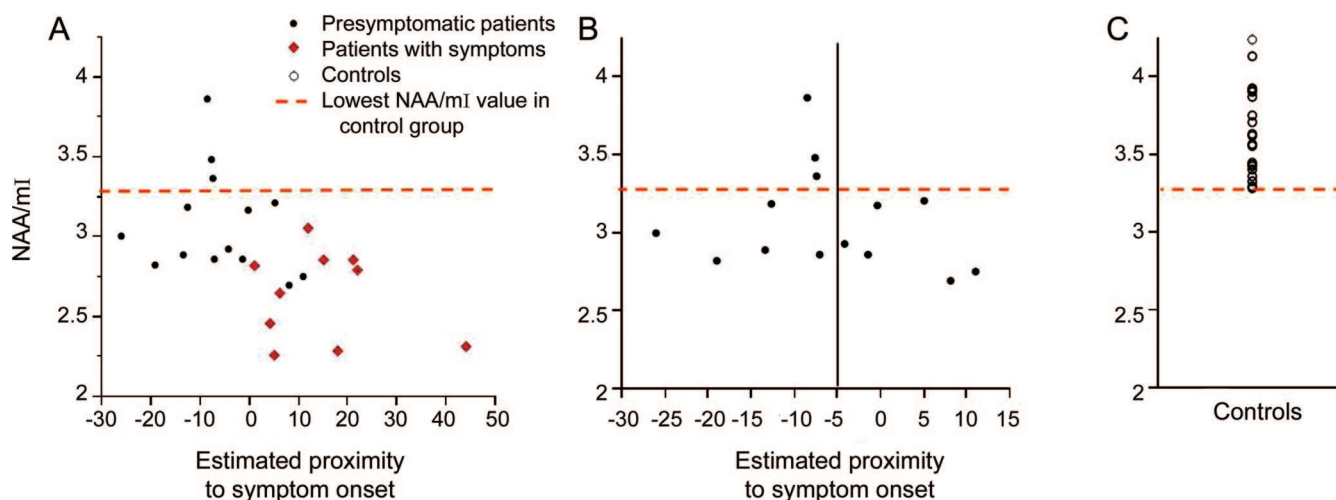 A
Presymptomatic patients
Patients with symptoms
Controls
Lowest NAA/mI value in
control group
NAA/mI
4
3.5
3
2.5
2
-30 -20 -10 0 10 20 30 40 50
Estimated proximity
to symptom onset
B
4
3.5
3
2.5
2
-30 -25 -20 -15 -10 -5 0 5 10 15
Estimated proximity
to symptom onset
C
4
3.5
3
2.5
2
Controls